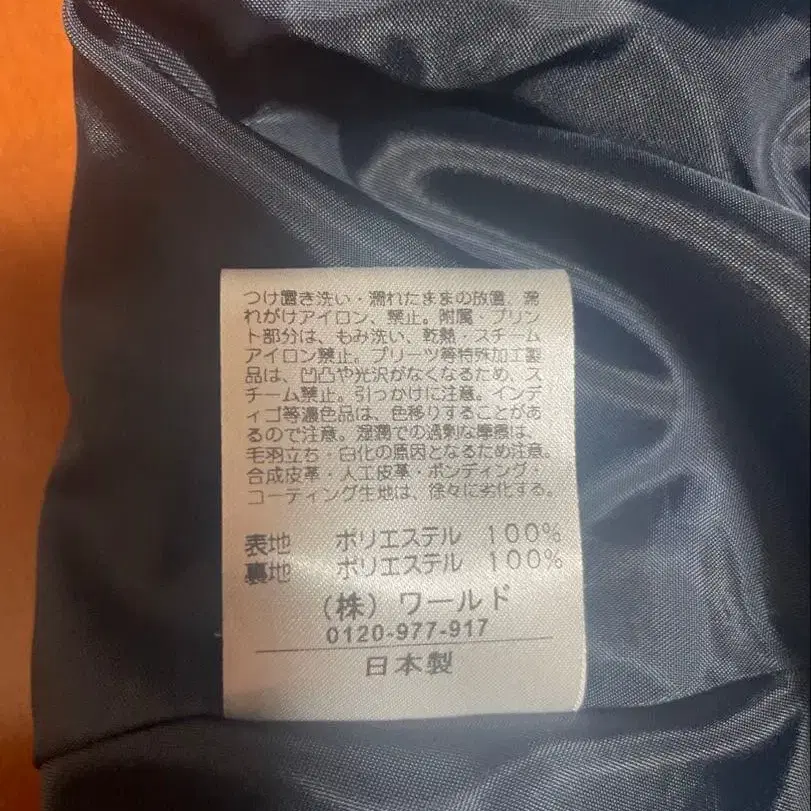 つけ置き洗い・濡れたままの放置、濡
れがけアイロン、禁止。附属・プリン
ト部分は、もみ洗い、乾熱・スチーム
アイロン禁止。プリーツ等特殊加工製
品は、凹凸や光沢がなくなるため、ス
チーム禁止。引っかけに注意。インデ
ィゴ等濃色品は、色移りすることがあ
るので注意。湿潤での過剰な摩擦は、
毛羽立ち・白化の原因となるため注意。
合成皮革・人工皮革・ボンディング・
コーティング生地は、徐々に劣化する。
表地 ポリエステル 100%
裏地 ポリエステル 100%
(株) ワールド
0120-977-917
日本製